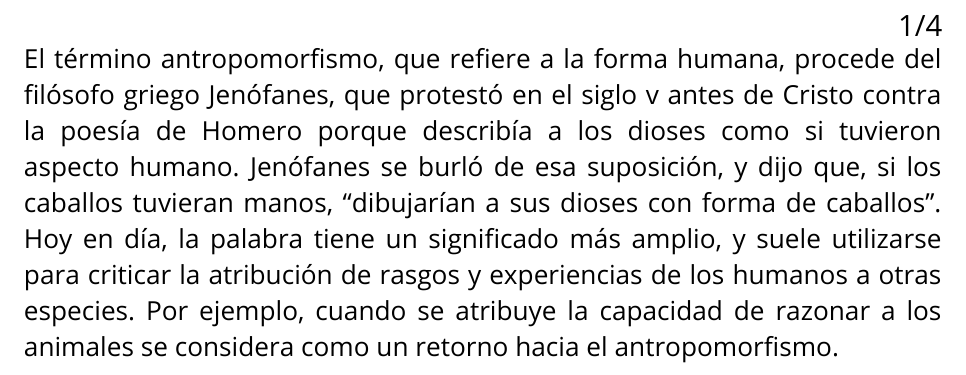 1/4
El término antropomorfismo, que refiere a la forma humana, procede del
filósofo griego Jenófanes, que protestó en el siglo v antes de Cristo contra
la poesía de Homero porque describía a los dioses como si tuvieron
aspecto humano. Jenófanes se burló de esa suposición, y dijo que, si los
caballos tuvieran manos, “dibujarían a sus dioses con forma de caballos”.
Hoy en día, la palabra tiene un significado más amplio, y suele utilizarse
para criticar la atribución de rasgos y experiencias de los humanos a otras
especies. Por ejemplo, cuando se atribuye la capacidad de razonar a los
animales se considera como un retorno hacia el antropomorfismo.